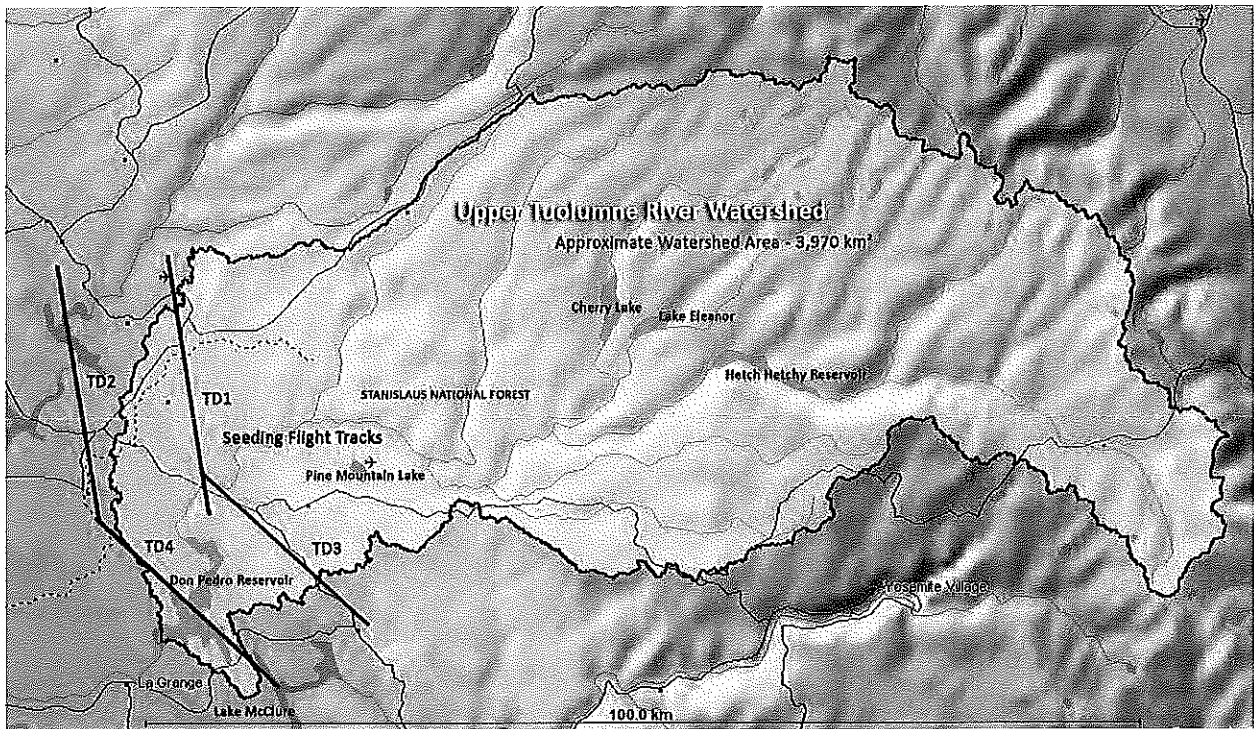 Upper Tuolumne River Watershed
Approximate Watershed Area - 3,970 km²
Cherry Lake
Lake Eleanor
Hetch Hetchy Reservoir
TD2
TD1
STANISLAUS NATIONAL FOREST
Seeding Flight Tracks
Pine Mountain Lake
TD4
TD3
Don Pedro Reservoir
Yosemite Village
La Grange
Lake McClure
100.0 km